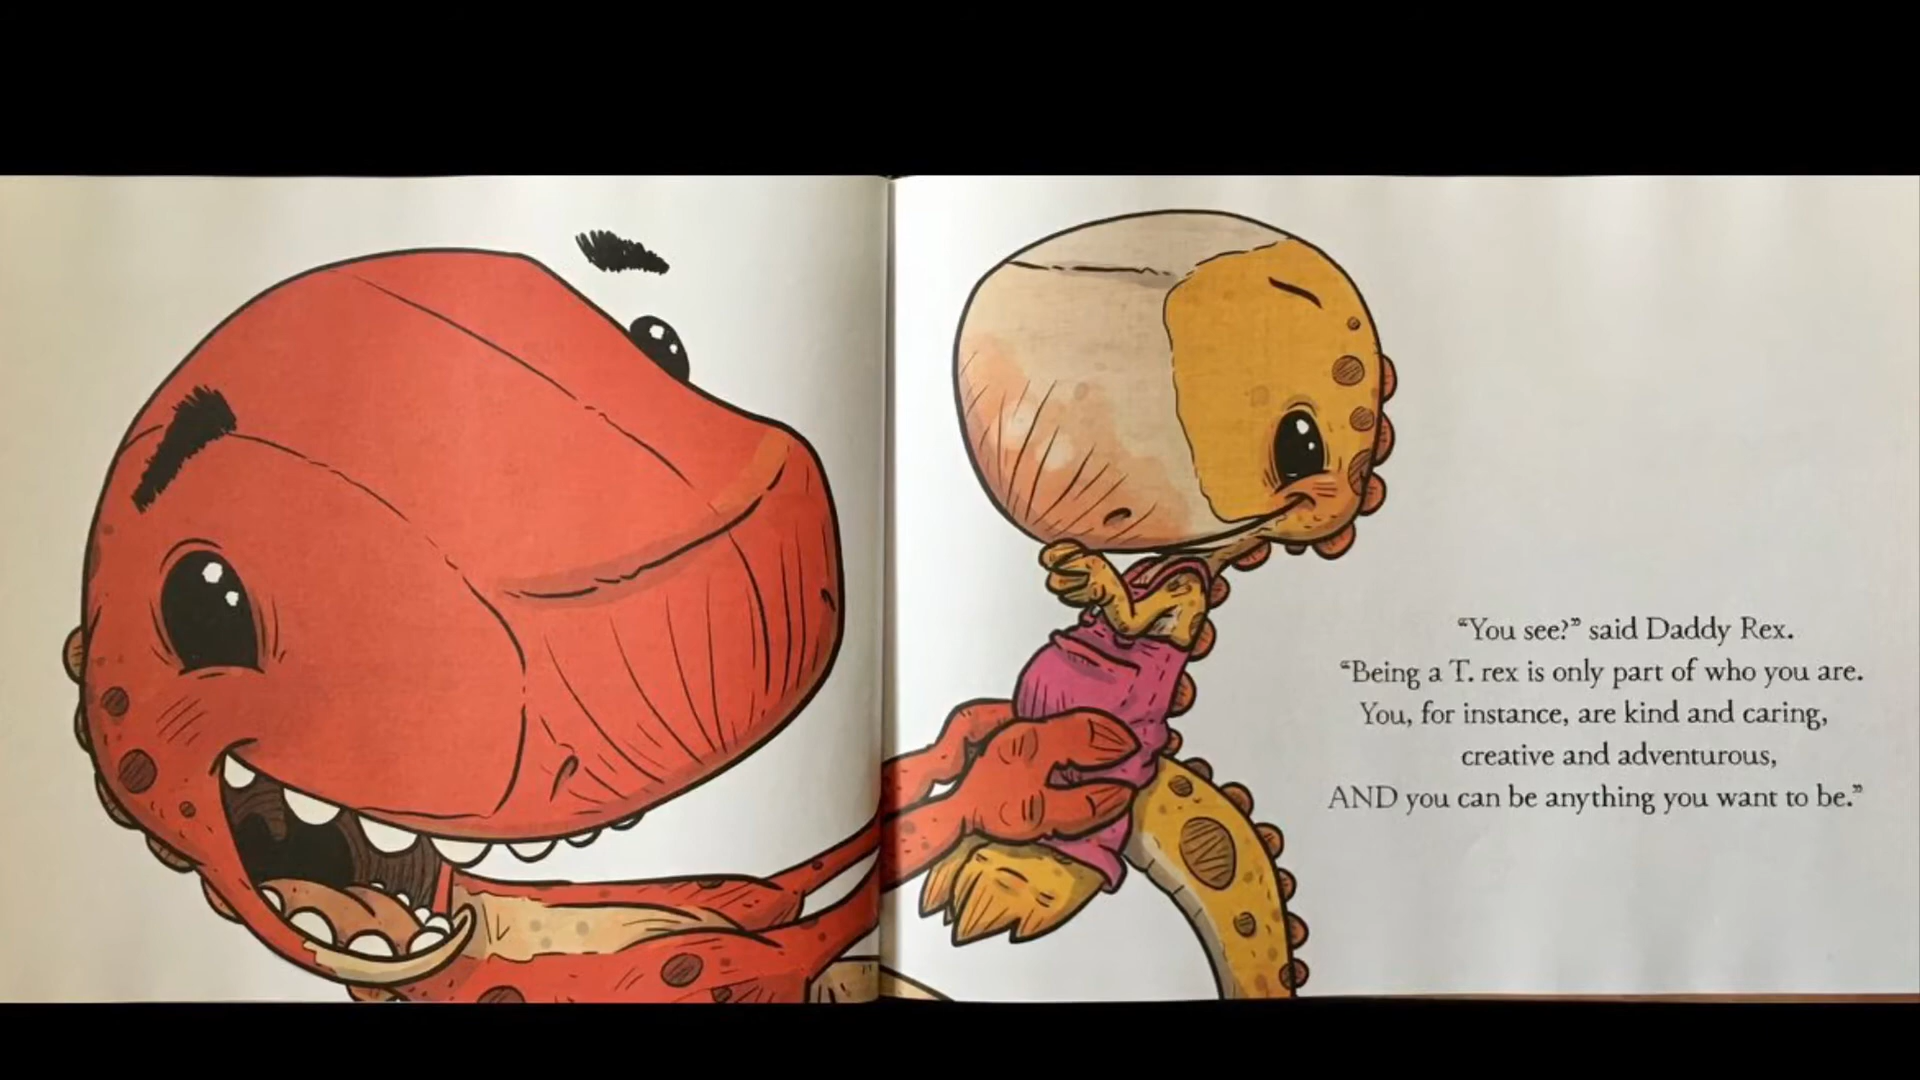 “You see?” said Daddy Rex.
“Being a T. rex is only part of who you are.
You, for instance, are kind and caring,
creative and adventurous,
AND you can be anything you want to be.”